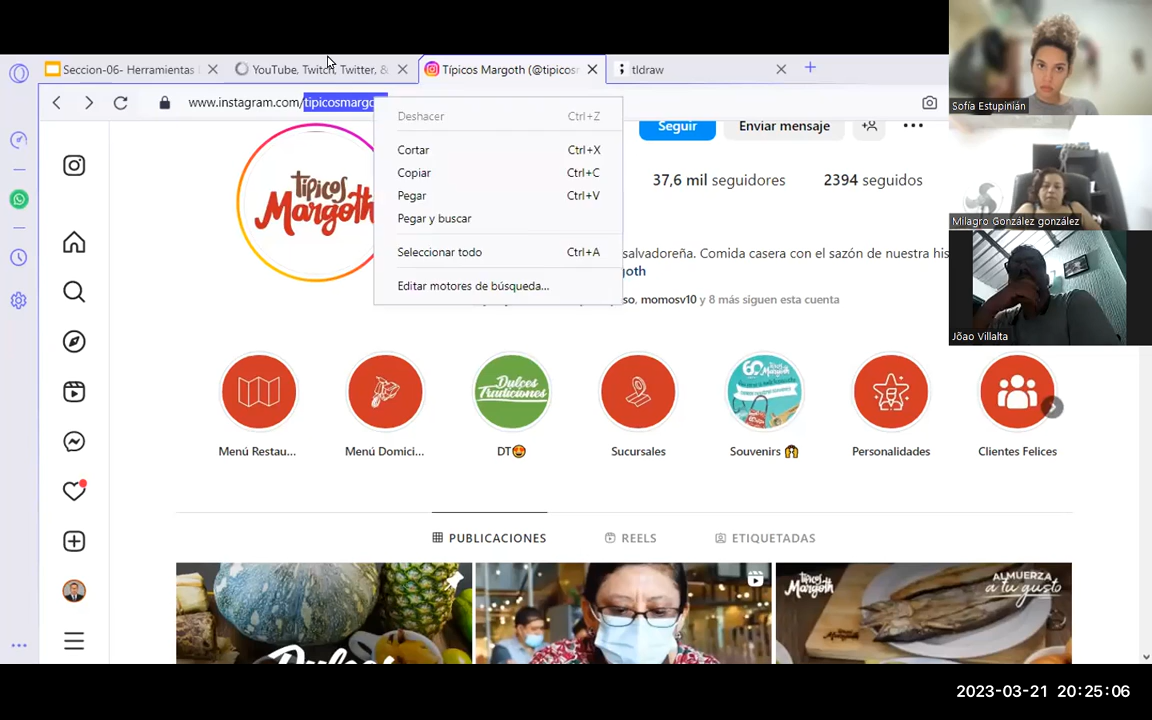 Seccion-06- Herramientas
YouTube, Twitch, Twitter, &
Típicos Margoth (@tipicosr
tldraw
www.instagram.com/tipicosmargo
Deshacer Ctrl+Z
Cortar Ctrl+X
Copiar Ctrl+C
Pegar Ctrl+V
Pegar y buscar
Seleccionar todo Ctrl+A
Editar motores de búsqueda...
Seguir
Enviar mensaje
37,6 mil seguidores
2394 seguidos
típicos
Margoth
salvadoreña. Comida casera con el sazón de nuestra his
goth
so, momosv10 y 8 más siguen esta cuenta
Dulces
Tradiciones
60
Menú Restau...
Menú Domici...
DT🤩
Sucursales
Souvenirs 🙌
Personalidades
Clientes Felices
PUBLICACIONES
REELS
ETIQUETADAS
Dulces
típicos
Margoth
ALMUERZA
a tu gusto
Sofía Estupinián
Milagro González gonzález
Jõao Villalta
2023-03-21 20:25:06